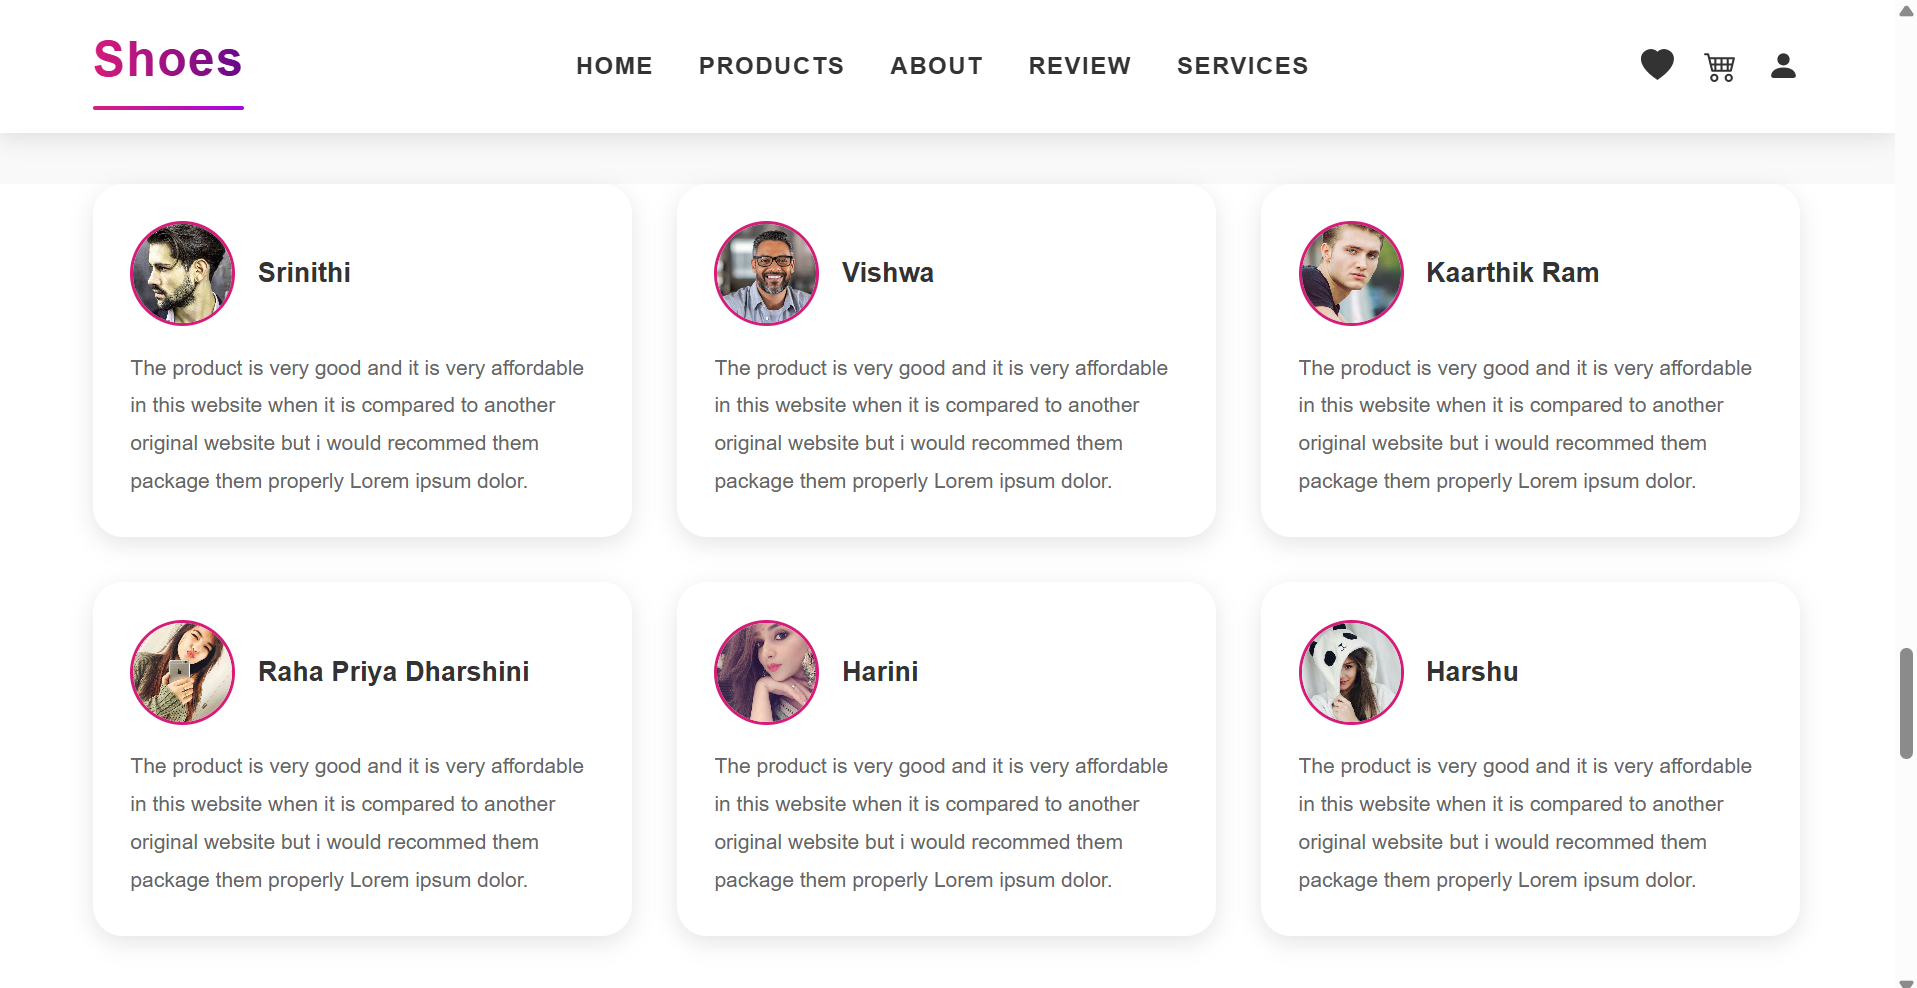 Shoes
HOME PRODUCTS ABOUT REVIEW SERVICES
Srinithi
The product is very good and it is very affordable
in this website when it is compared to another
original website but i would recommed them
package them properly Lorem ipsum dolor.
Vishwa
The product is very good and it is very affordable
in this website when it is compared to another
original website but i would recommed them
package them properly Lorem ipsum dolor.
Kaarthik Ram
The product is very good and it is very affordable
in this website when it is compared to another
original website but i would recommed them
package them properly Lorem ipsum dolor.
Raha Priya Dharshini
The product is very good and it is very affordable
in this website when it is compared to another
original website but i would recommed them
package them properly Lorem ipsum dolor.
Harini
The product is very good and it is very affordable
in this website when it is compared to another
original website but i would recommed them
package them properly Lorem ipsum dolor.
Harshu
The product is very good and it is very affordable
in this website when it is compared to another
original website but i would recommed them
package them properly Lorem ipsum dolor.